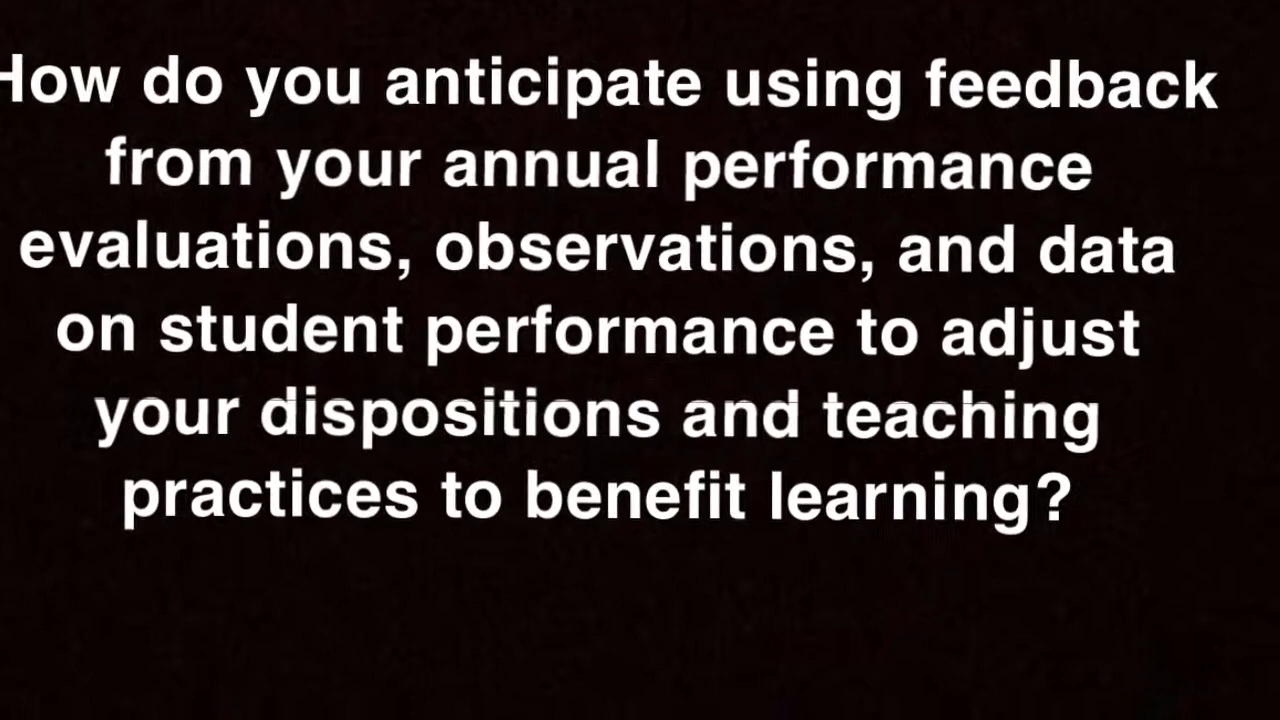 How do you anticipate using feedback
from your annual performance
evaluations, observations, and data
on student performance to adjust
your dispositions and teaching
practices to benefit learning?